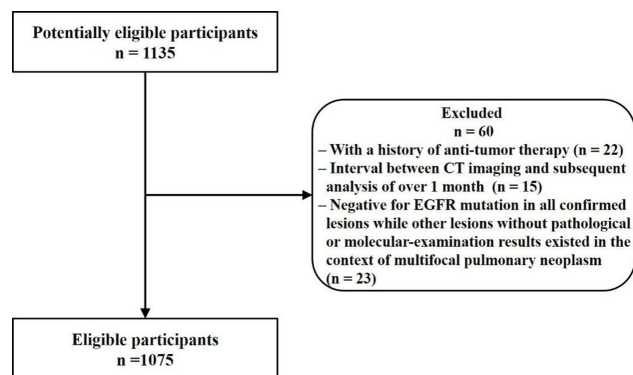 Potentially eligible participants
n = 1135
Excluded
n = 60
– With a history of anti-tumor therapy (n = 22)
– Interval between CT imaging and subsequent
analysis of over 1 month (n = 15)
– Negative for EGFR mutation in all confirmed
lesions while other lesions without pathological
or molecular-examination results existed in the
context of multifocal pulmonary neoplasm
(n = 23)
Eligible participants
n =1075